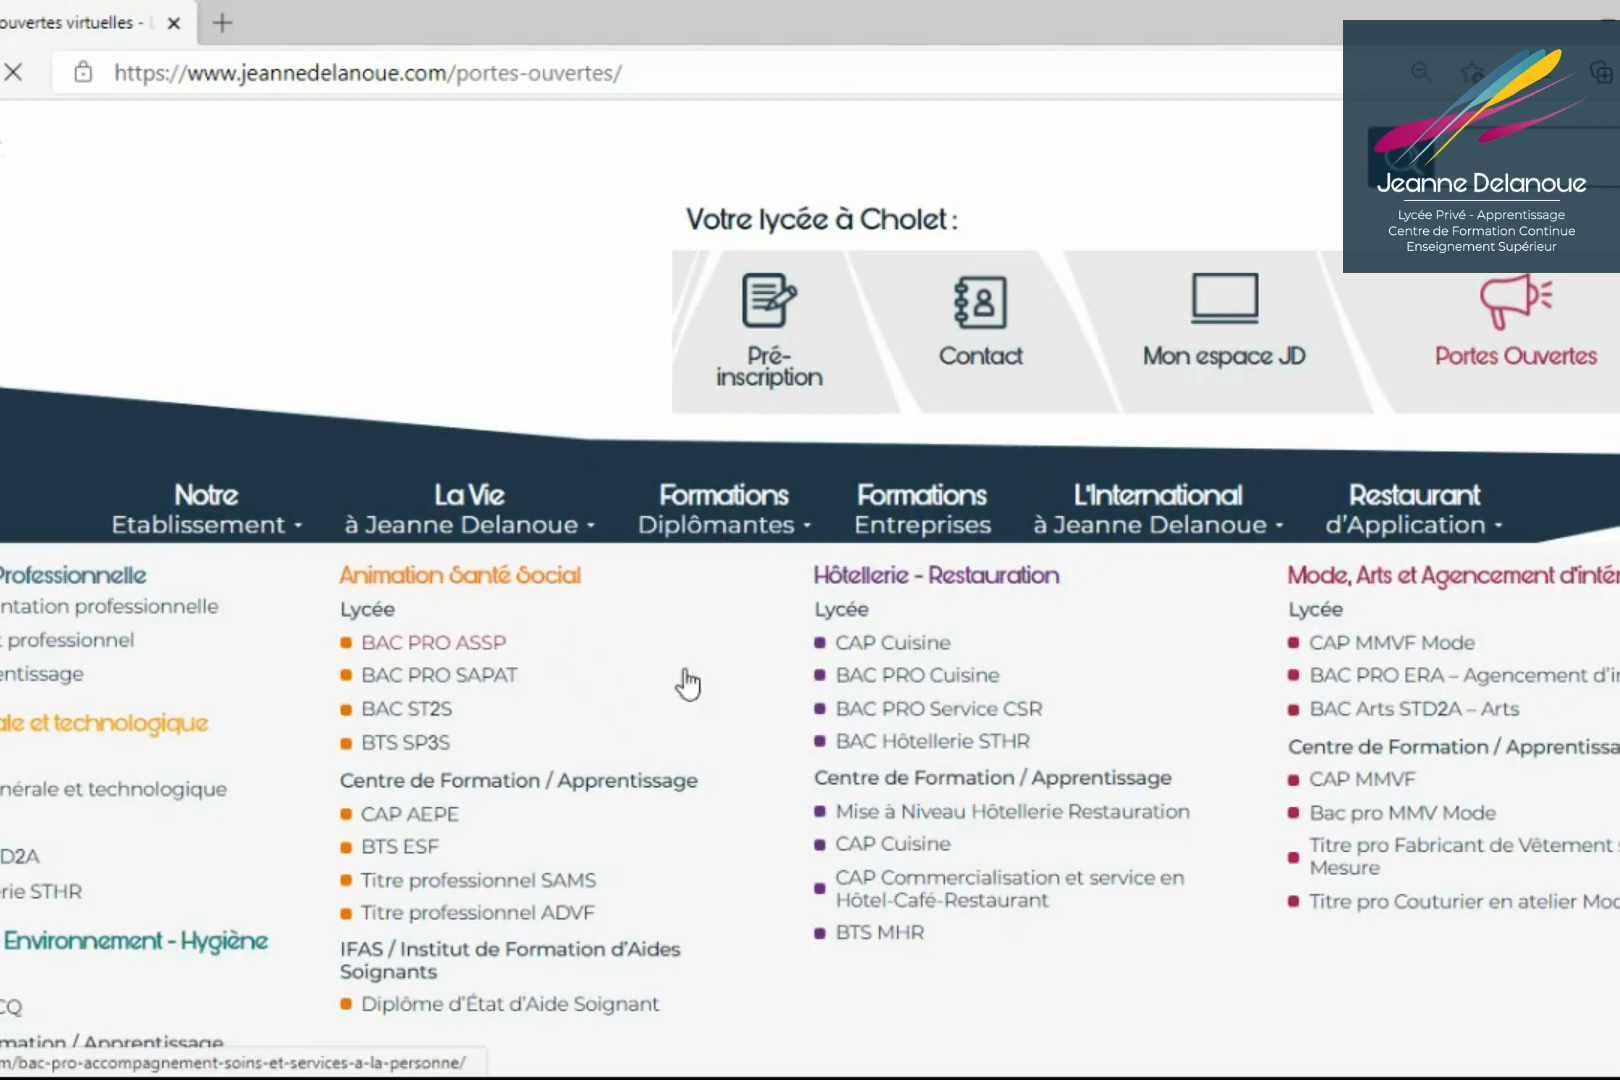 ouvertes virtuelles -
https://www.jeannedelanoue.com/portes-ouvertes/
Jeanne Delanoue
Lycée Privé - Apprentissage
Centre de Formation Continue
Enseignement Supérieur
Votre lycée à Cholet :
Pré-
inscription
Contact
Mon espace JD
Portes Ouvertes
Notre
Etablissement
La Vie
à Jeanne Delanoue
Formations
Diplômantes
Formations
Entreprises
L'International
à Jeanne Delanoue
Restaurant
d'Application
Professionnelle
ntation professionnelle
professionnel
entissage
ale et technologique
nérale et technologique
D2A
rie STHR
Environnement - Hygiène
CQ
mation / Apprentissage
Animation Santé Social
Lycée
BAC PRO ASSP
BAC PRO SAPAT
BAC ST2S
BTS SP3S
Centre de Formation / Apprentissage
CAP AEPE
BTS ESF
Titre professionnel SAMS
Titre professionnel ADVF
IFAS / Institut de Formation d'Aides
Soignants
Diplôme d'État d'Aide Soignant
Hôtellerie - Restauration
Lycée
CAP Cuisine
BAC PRO Cuisine
BAC PRO Service CSR
BAC Hôtellerie STHR
Centre de Formation / Apprentissage
Mise à Niveau Hôtellerie Restauration
CAP Cuisine
CAP Commercialisation et service en
Hôtel-Café-Restaurant
BTS MHR
Mode, Arts et Agencement d'intér
Lycée
CAP MMVF Mode
BAC PRO ERA – Agencement d'in
BAC Arts STD2A – Arts
Centre de Formation / Apprentissa
CAP MMVF
Bac pro MMV Mode
Titre pro Fabricant de Vêtement s
Mesure
Titre pro Couturier en atelier Mod
m/bac-pro-accompagnement-soins-et-services-a-la-personne/